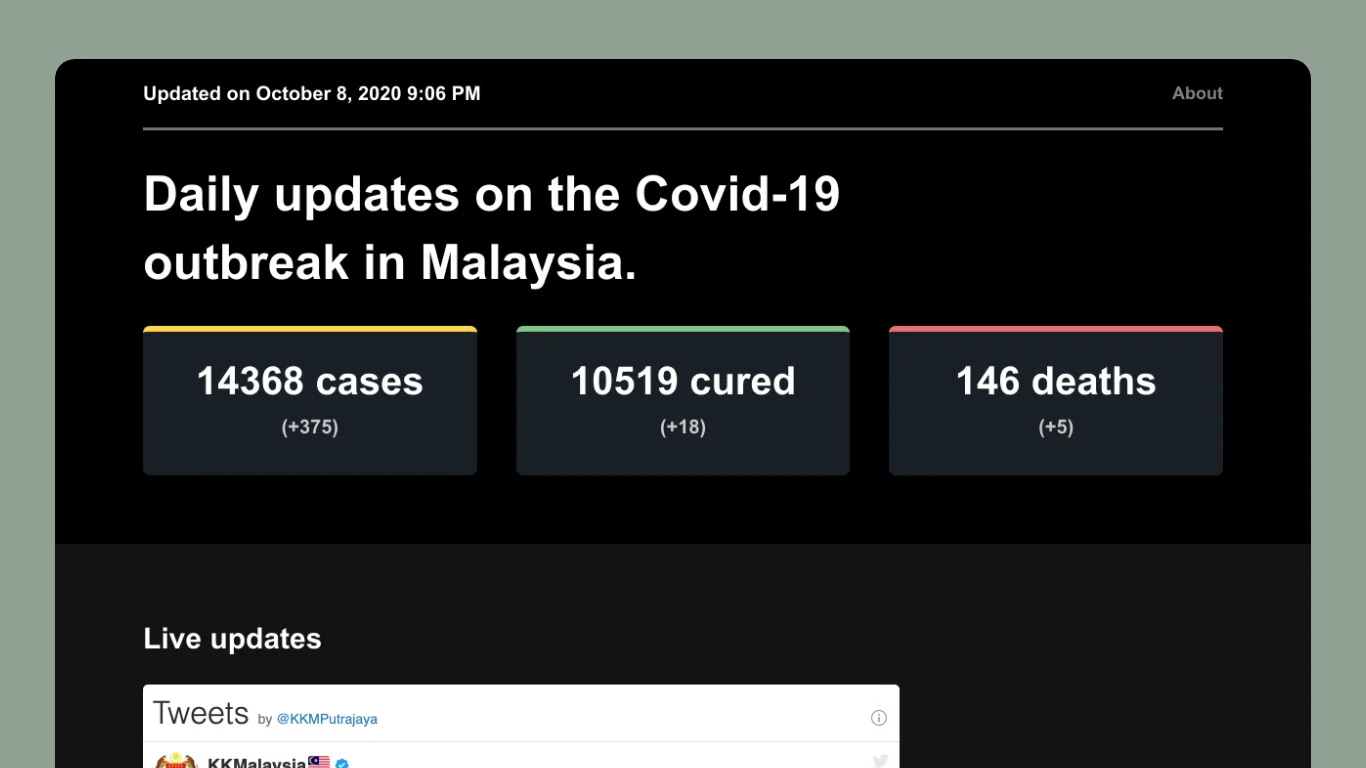 Updated on October 8, 2020 9:06 PM
About
Daily updates on the Covid-19
outbreak in Malaysia.
14368 cases
(+375)
10519 cured
(+18)
146 deaths
(+5)
Live updates
Tweets by @KKMPutrajaya
KKMalaysia